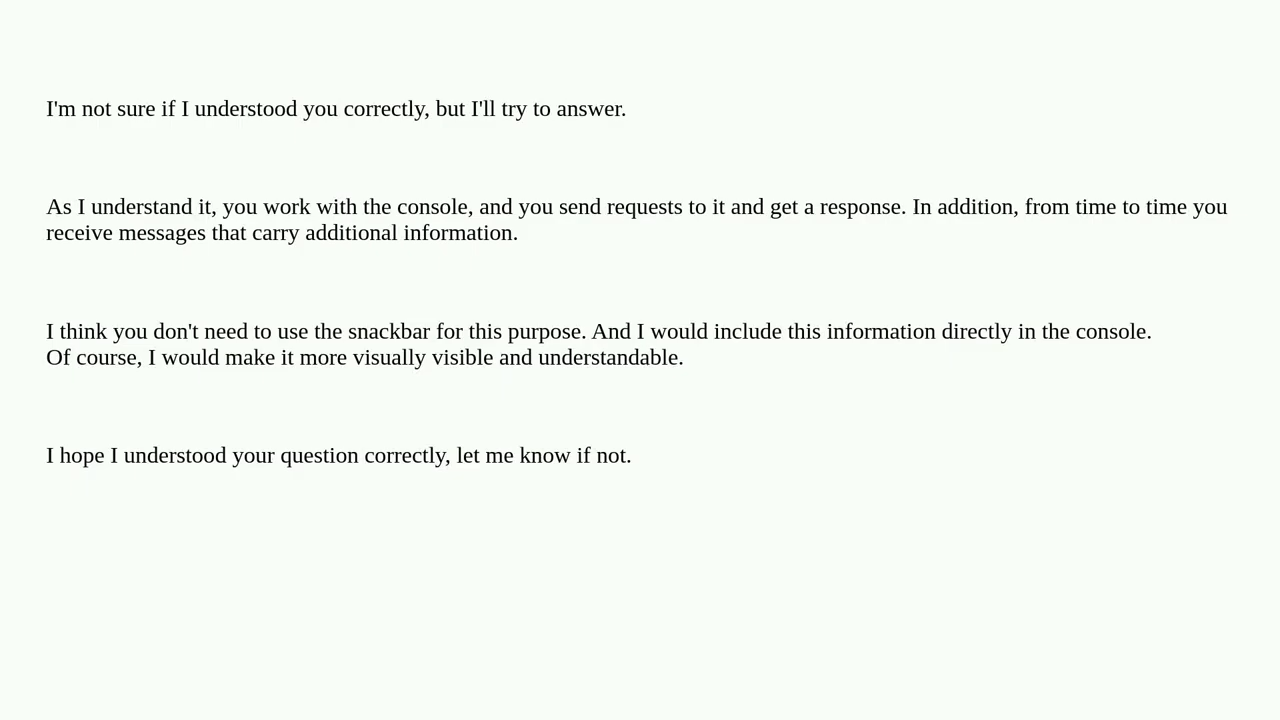 I'm not sure if I understood you correctly, but I'll try to answer.
As I understand it, you work with the console, and you send requests to it and get a response. In addition, from time to time you
receive messages that carry additional information.
I think you don't need to use the snackbar for this purpose. And I would include this information directly in the console.
Of course, I would make it more visually visible and understandable.
I hope I understood your question correctly, let me know if not.